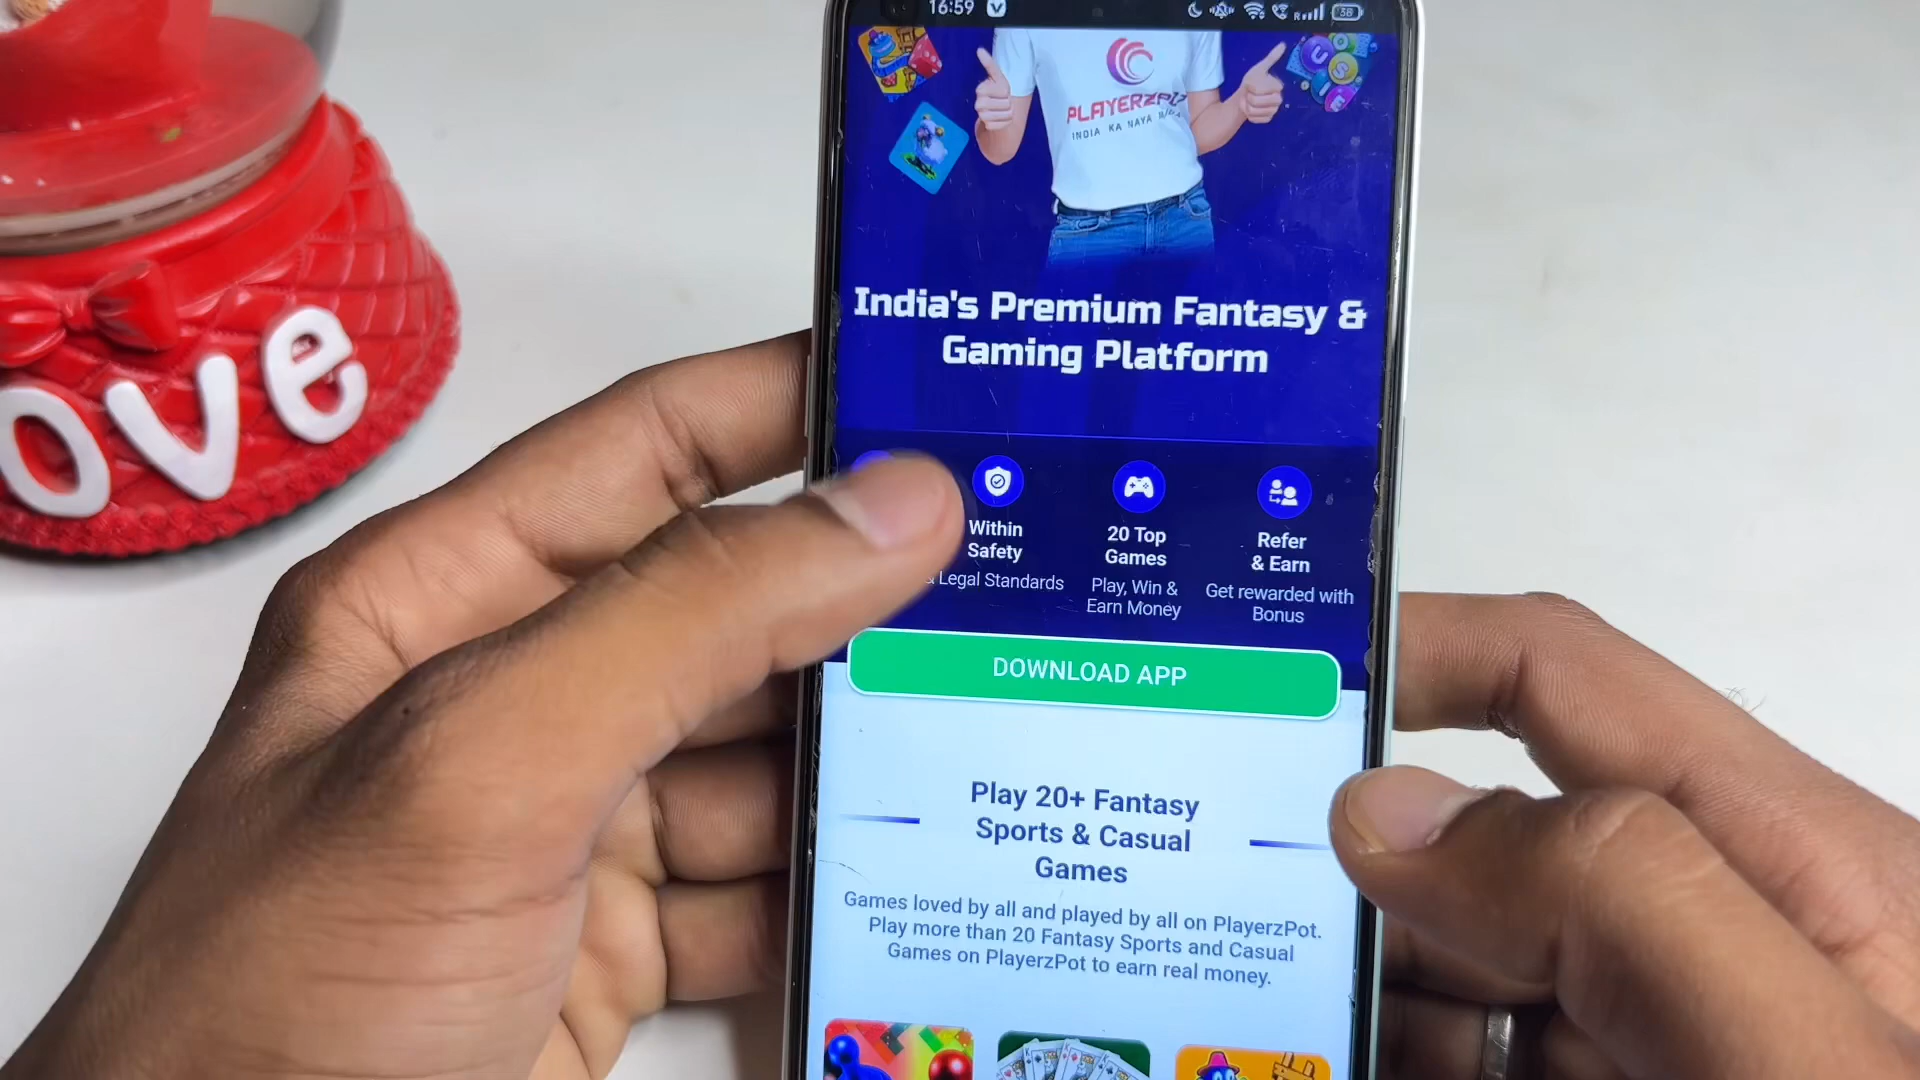 16:59
38
PLAYERZPOT
INDIA KA NAYA
India's Premium Fantasy &
Gaming Platform
Within
Safety
& Legal Standards
20 Top
Games
Play, Win &
Earn Money
Refer
& Earn
Get rewarded with
Bonus
DOWNLOAD APP
Play 20+ Fantasy
Sports & Casual
Games
Games loved by all and played by all on PlayerzPot.
Play more than 20 Fantasy Sports and Casual
Games on PlayerzPot to earn real money.
ove